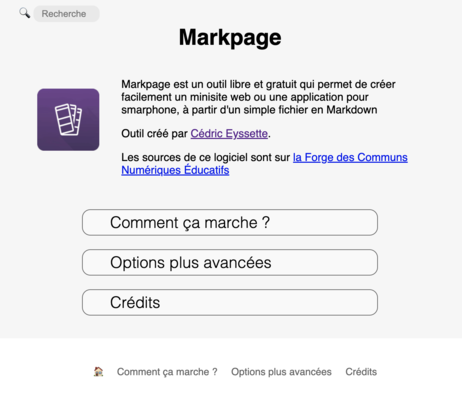 Recherche
Markpage
Markpage est un outil libre et gratuit qui permet de créer
facilement un minisite web ou une application pour
smarphone, à partir d'un simple fichier en Markdown
Outil créé par Cédric Eyssette.
Les sources de ce logiciel sont sur la Forge des Communs
Numériques Éducatifs
Comment ça marche ?
Options plus avancées
Crédits
Comment ça marche ? Options plus avancées Crédits